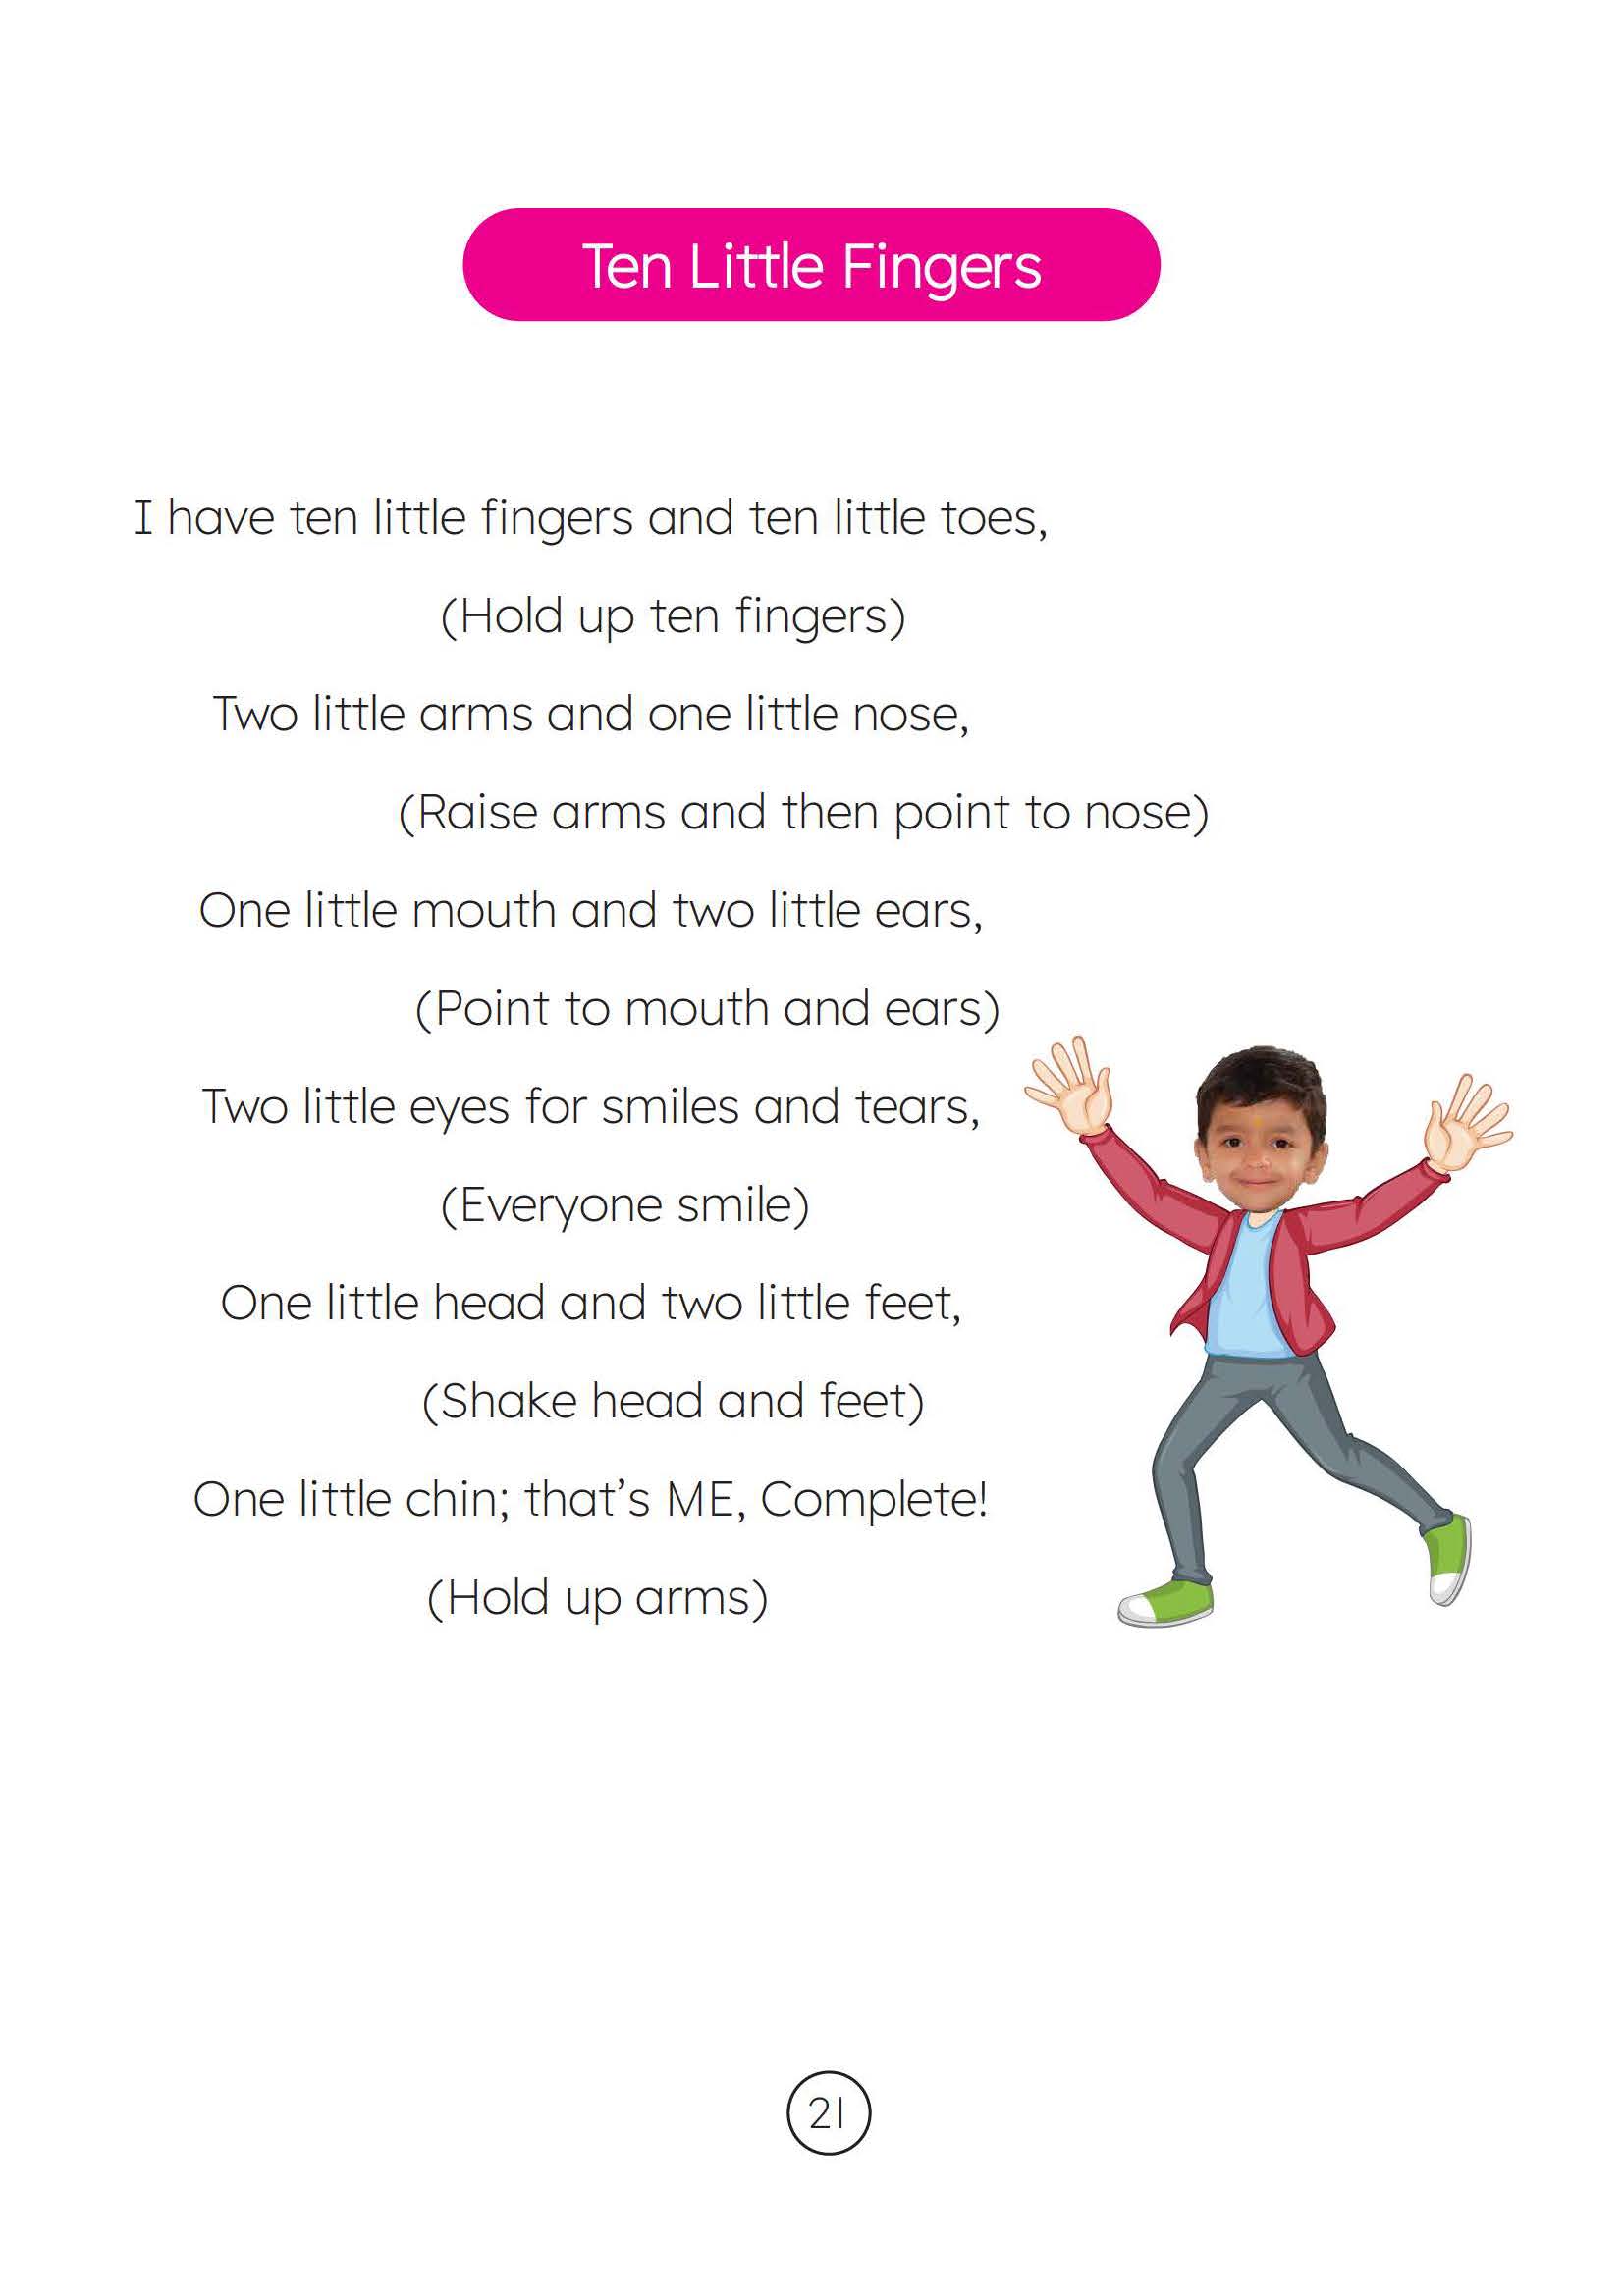 Ten Little Fingers
I have ten little fingers and ten little toes,
(Hold up ten fingers)
Two little arms and one little nose,
(Raise arms and then point to nose)
One little mouth and two little ears,
(Point to mouth and ears)
Two little eyes for smiles and tears,
(Everyone smile)
One little head and two little feet,
(Shake head and feet)
One little chin; that’s ME, Complete!
(Hold up arms)
21